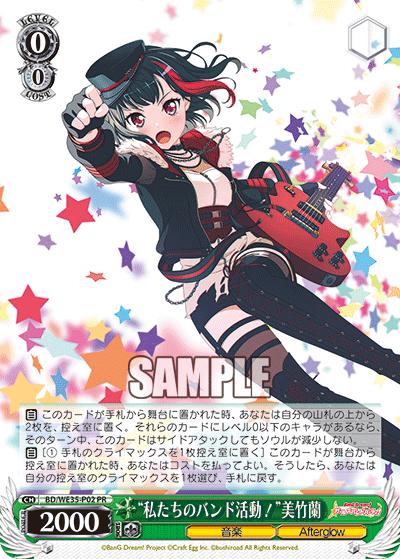 LEVEL
0
0
COST
SAMPLE
自 このカードが手札から舞台に置かれた時、あなたは自分の山札の上から
2枚を、控え室に置く。それらのカードにレベル0以下のキャラがあるなら、
そのターン中、このカードはサイドアタックしてもソウルが減少しない。
自 [⑴ 手札のクライマックスを1枚控え室に置く] このカードが舞台から
控え室に置かれた時、あなたはコストを払ってよい。そうしたら、あなたは
自分の控え室のクライマックスを1枚選び、手札に戻す。
CH BD/WE35-P02 PR
“私たちのバンド活動！”美竹蘭
2000
音楽
Afterglow
©BanG Dream! Project ©Craft Egg Inc. ©bushiroad All Rights Reserved.